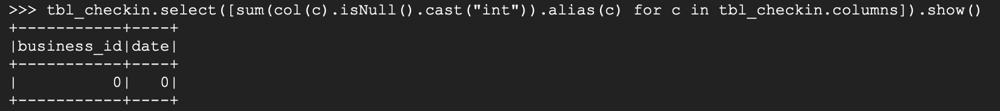 >>> tbl_checkin.select([sum(col(c).isNull().cast("int")).alias(c) for c in tbl_checkin.columns]).show()
+-----------+----+
|business_id|date|
+-----------+----+
|          0|   0|
+-----------+----+